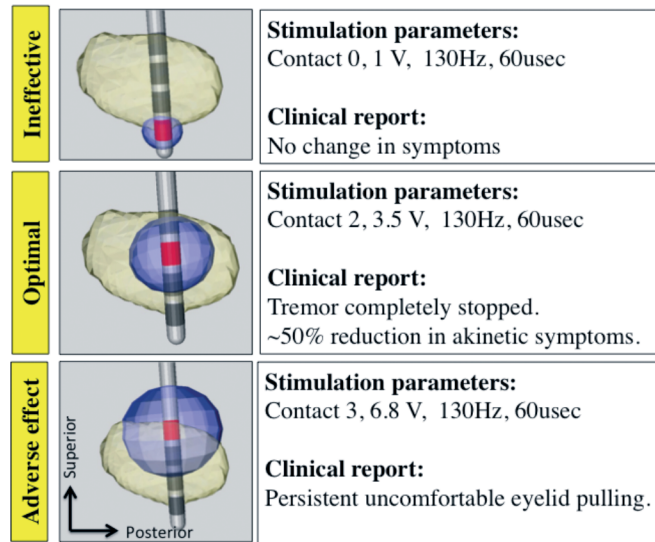 Ineffective
Stimulation parameters:
Contact 0, 1 V, 130Hz, 60usec
Clinical report:
No change in symptoms
Optimal
Stimulation parameters:
Contact 2, 3.5 V, 130Hz, 60usec
Clinical report:
Tremor completely stopped.
~50% reduction in akinetic symptoms.
Adverse effect
Superior
Posterior
Stimulation parameters:
Contact 3, 6.8 V, 130Hz, 60usec
Clinical report:
Persistent uncomfortable eyelid pulling.